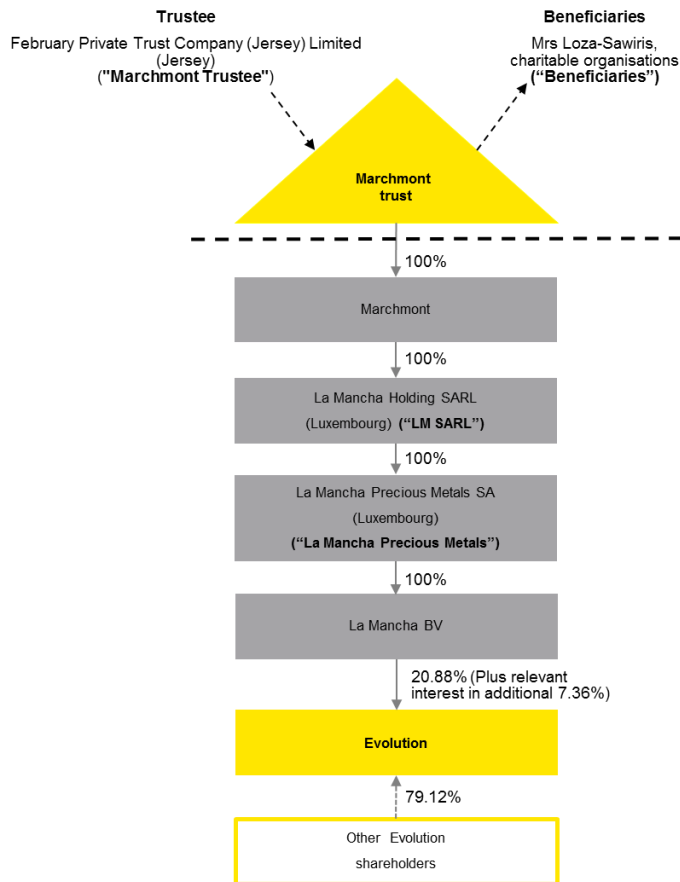 Trustee
February Private Trust Company (Jersey) Limited
(Jersey)
("Marchmont Trustee")
Beneficiaries
Mrs Loza-Sawiris,
charitable organisations
(“Beneficiaries”)
Marchmont
trust
100%
Marchmont
100%
La Mancha Holding SARL
(Luxembourg) (“LM SARL”)
100%
La Mancha Precious Metals SA
(Luxembourg)
(“La Mancha Precious Metals”)
100%
La Mancha BV
20.88% (Plus relevant
interest in additional 7.36%)
Evolution
79.12%
Other Evolution
shareholders